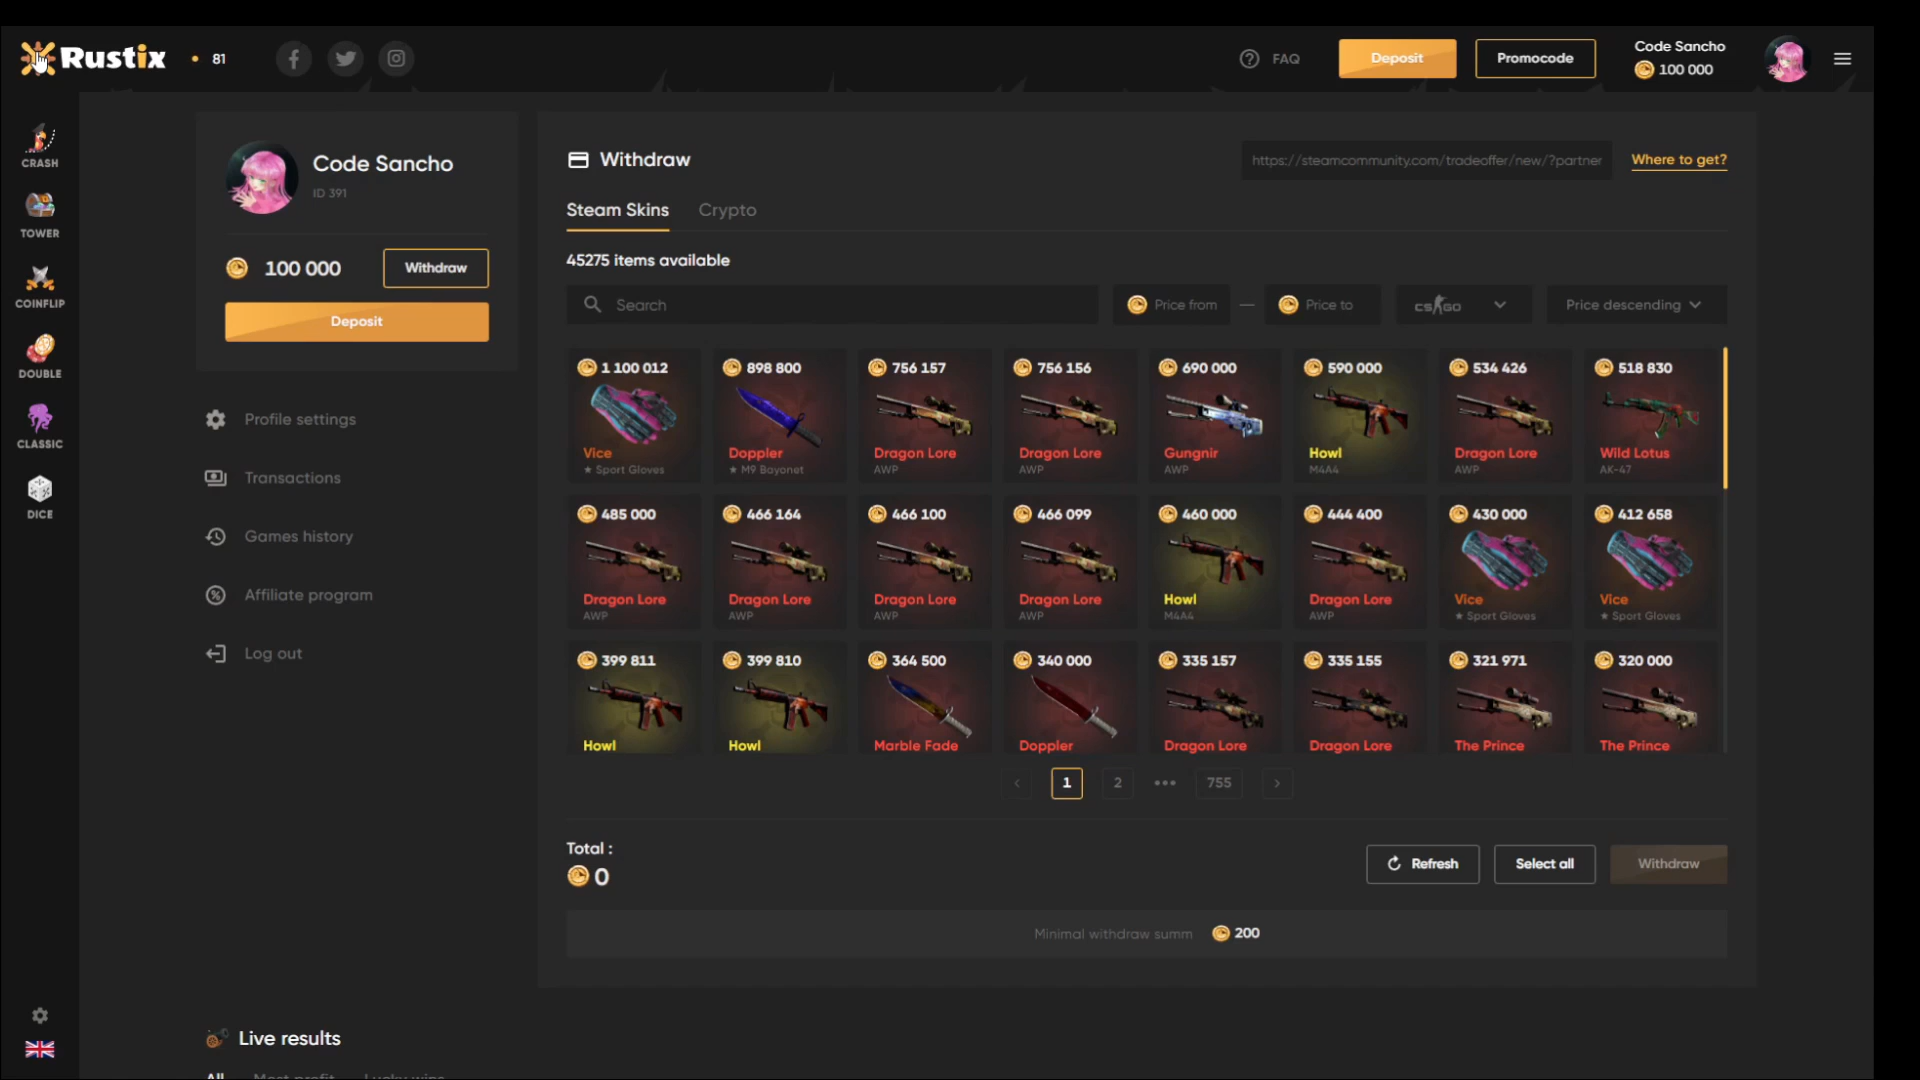 Rustix
81
FAQ
Deposit
Promocode
Code Sancho
100 000
CRASH
TOWER
COINFLIP
DOUBLE
CLASSIC
DICE
Code Sancho
ID 391
100 000
Withdraw
Deposit
Profile settings
Transactions
Games history
Affiliate program
Log out
Withdraw
https://steamcommunity.com/tradeoffer/new/?partner
Where to get?
Steam Skins
Crypto
45275 items available
Search
Price from
Price to
CS:GO
Price descending
1 100 012
Vice
★ Sport Gloves
898 800
Doppler
★ M9 Bayonet
756 157
Dragon Lore
AWP
756 156
Dragon Lore
AWP
690 000
Gungnir
AWP
590 000
Howl
M4A4
534 426
Dragon Lore
AWP
518 830
Wild Lotus
AK-47
485 000
Dragon Lore
AWP
466 164
Dragon Lore
AWP
466 100
Dragon Lore
AWP
466 099
Dragon Lore
AWP
460 000
Howl
M4A4
444 400
Dragon Lore
AWP
430 000
Vice
★ Sport Gloves
412 658
Vice
★ Sport Gloves
399 811
Howl
399 810
Howl
364 500
Marble Fade
340 000
Doppler
335 157
Dragon Lore
335 155
Dragon Lore
321 971
The Prince
320 000
The Prince
1
2
•••
755
Total :
0
Refresh
Select all
Withdraw
Minimal withdraw summ 200
Live results
All
Most profit
Lucky wins